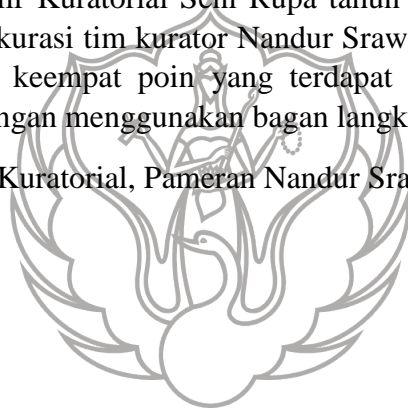 Kuratorial Seni Rupa tahun
kurasi tim kurator Nandur Sraw
keempat poin yang terdapat
ngan menggunakan bagan langk
Kuratorial, Pameran Nandur Sra